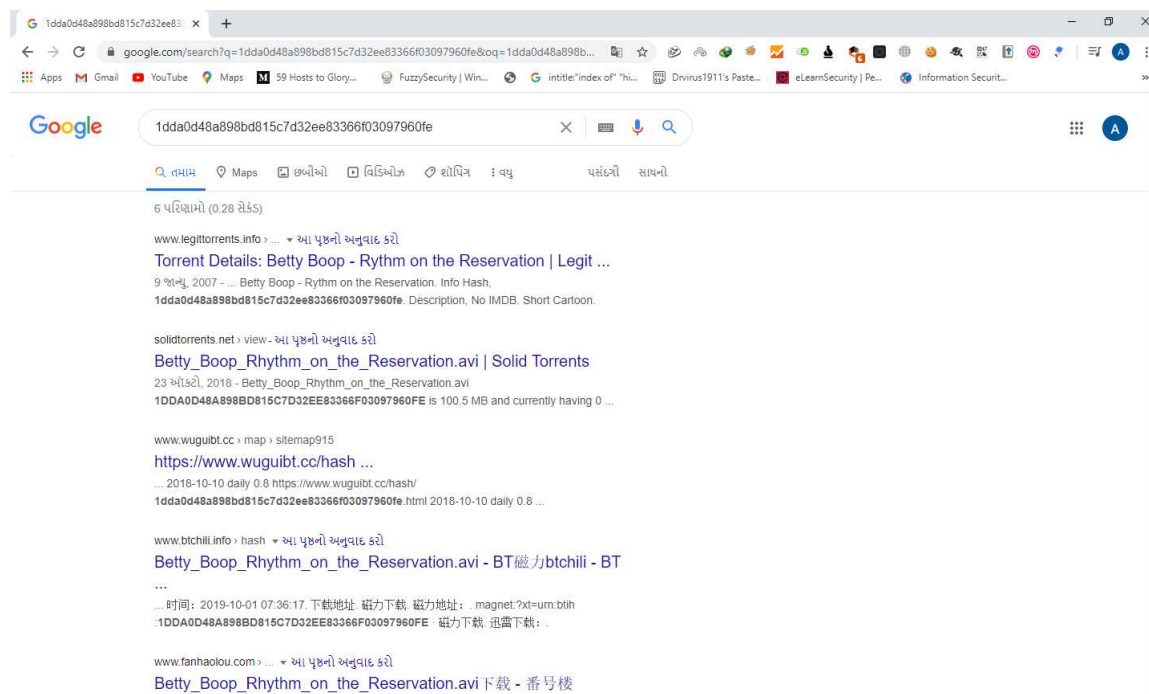 1dda0d48a898bd815c7d32ee83
google.com/search?q=1dda0d48a898bd815c7d32ee83366f03097960fe&oq=1dda0d48a898b...
Apps Gmail YouTube Maps 59 Hosts to Glory... FuzzySecurity | Win... intitle:"index of" "hi... Drvirus1911's Paste... eLearnSecurity | Pe... Information Securit... »
Google 1dda0d48a898bd815c7d32ee83366f03097960fe A
તમામ Maps છબીઓ વિડિઓઝ શૉપિંગ વધુ પસંદગી સાધનો
6 પરિણામો (0.28 સેકંડ)
www.legittorrents.info › ... આ પૃષ્ઠનો અનુવાદ કરો
Torrent Details: Betty Boop - Rythm on the Reservation | Legit ...
9 જાન્યુ, 2007 - ... Betty Boop - Rythm on the Reservation. Info Hash,
1dda0d48a898bd815c7d32ee83366f03097960fe. Description, No IMDB. Short Cartoon.
solidtorrents.net › view - આ પૃષ્ઠનો અનુવાદ કરો
Betty_Boop_Rhythm_on_the_Reservation.avi | Solid Torrents
23 ઑક્ટો, 2018 - Betty_Boop_Rhythm_on_the_Reservation.avi
1DDA0D48A898BD815C7D32EE83366F03097960FE is 100.5 MB and currently having 0 ...
www.wuguibt.cc › map › sitemap915
https://www.wuguibt.cc/hash ...
... 2018-10-10 daily 0.8 https://www.wuguibt.cc/hash/
1dda0d48a898bd815c7d32ee83366f03097960fe.html 2018-10-10 daily 0.8 ...
www.btchili.info › hash આ પૃષ્ઠનો અનુવાદ કરો
Betty_Boop_Rhythm_on_the_Reservation.avi - BT磁力btchili - BT
...
... 时间：2019-10-01 07:36:17. 下载地址. 磁力下载. 磁力地址：. magnet:?xt=urn:btih
:1DDA0D48A898BD815C7D32EE83366F03097960FE · 磁力下载. 迅雷下载：.
www.fanhaolou.com › ... આ પૃષ્ઠનો અનુવાદ કરો
Betty_Boop_Rhythm_on_the_Reservation.avi下载 - 番号楼